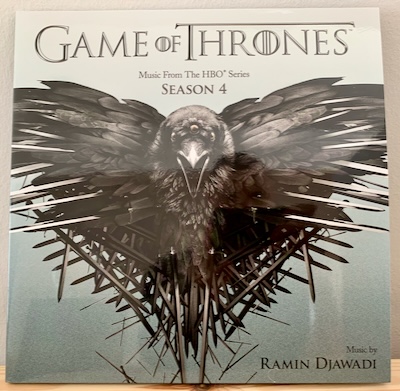 GAME OF THRONES
Music From The HBO® Series
SEASON 4
Music by
RAMIN DJAWADI